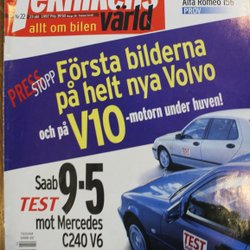 Teknikens
värld
allt om bilen
Alfa Romeo 156
PROV
PRESS
STOPP
Första bilderna
på helt nya Volvo
och på V10 -motorn under huven!
Saab 9-5
TEST
mot Mercedes
C240 V6
TEST